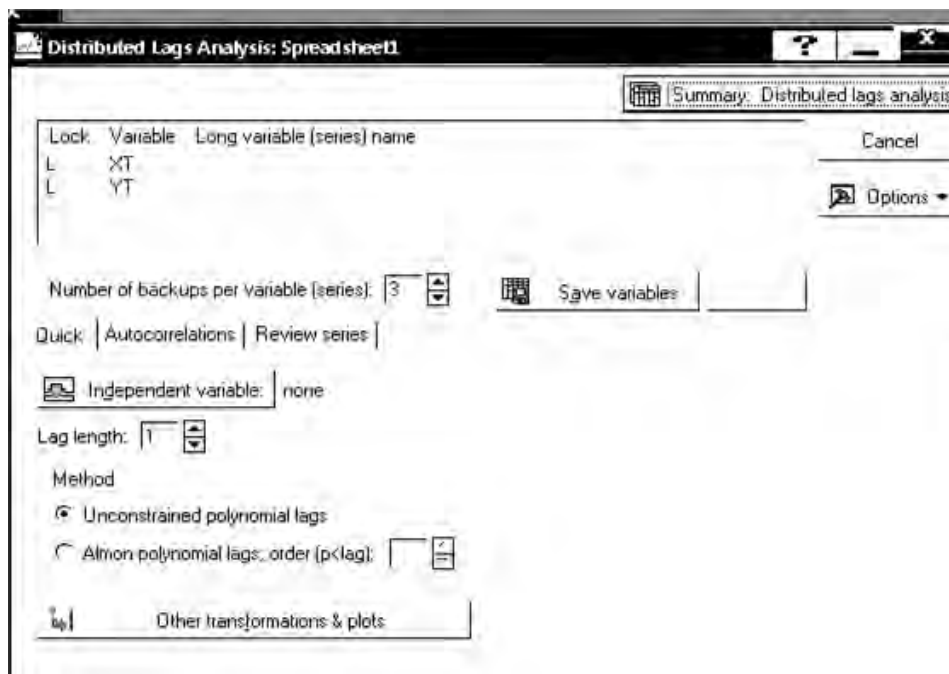 Distributed Lags Analysis: Spreadsheet1
Summary: Distributed lags analysis
Lock Variable Long variable (series) name
L XT
L YT
Cancel
Options
Number of backups per variable (series): 3
Save variables
Quick Autocorrelations Review series
Independent variable: none
Lag length: 1
Method
Unconstrained polynomial lags
Almon polynomial lags, order (p<lag):
Other transformations & plots